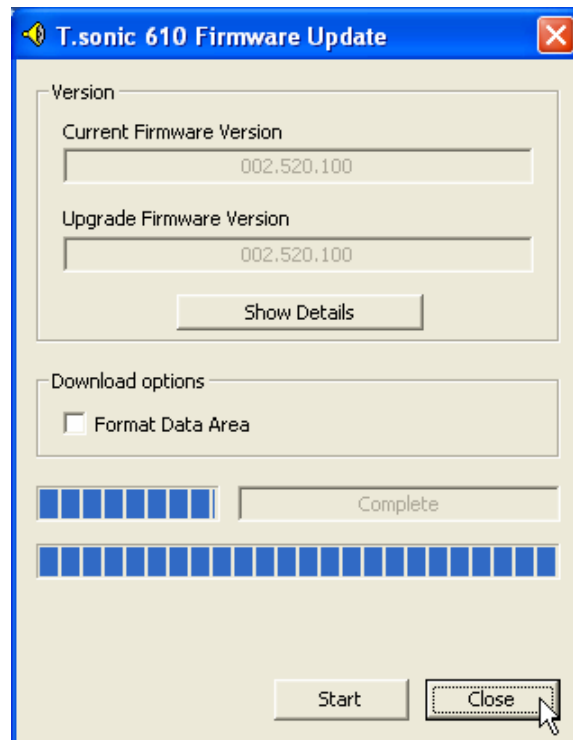 T.sonic 610 Firmware Update
Version
Current Firmware Version
002.520.100
Upgrade Firmware Version
002.520.100
Show Details
Download options
Format Data Area
Complete
Start Close